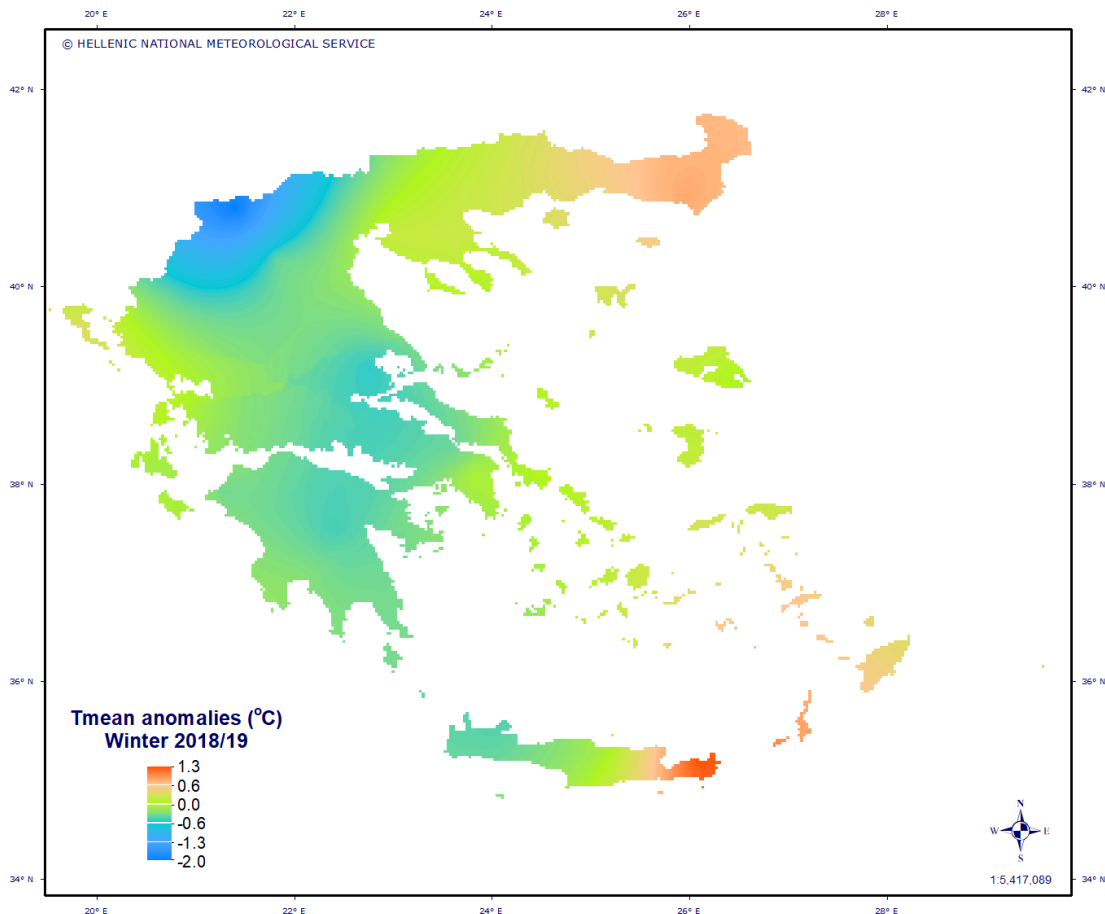 20° E 22° E 24° E 26° E 28° E
© HELLENIC NATIONAL METEOROLOGICAL SERVICE
42° N 42° N
40° N 40° N
38° N 38° N
36° N 36° N
Tmean anomalies (°C)
Winter 2018/19
1.3
0.6
0.0
-0.6
-1.3
-2.0
N
W E
S
1:5,417,089
34° N 34° N
20° E 22° E 24° E 26° E 28° E